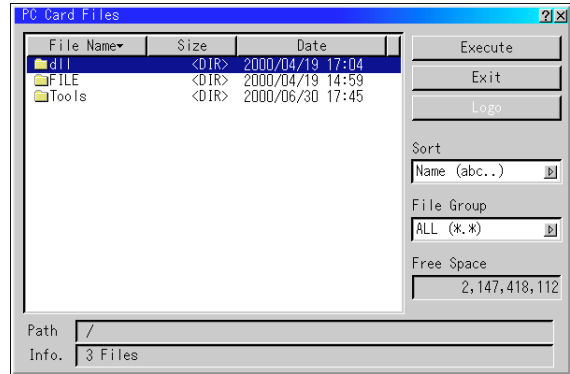 PC Card Files
File Name Size Date
dll <DIR> 2000/04/19 17:04
FILE <DIR> 2000/04/19 14:59
Tools <DIR> 2000/06/30 17:45
Execute
Exit
Logo
Sort
Name (abc..)
File Group
ALL (*.*)
Free Space
2,147,418,112
Path /
Info. 3 Files